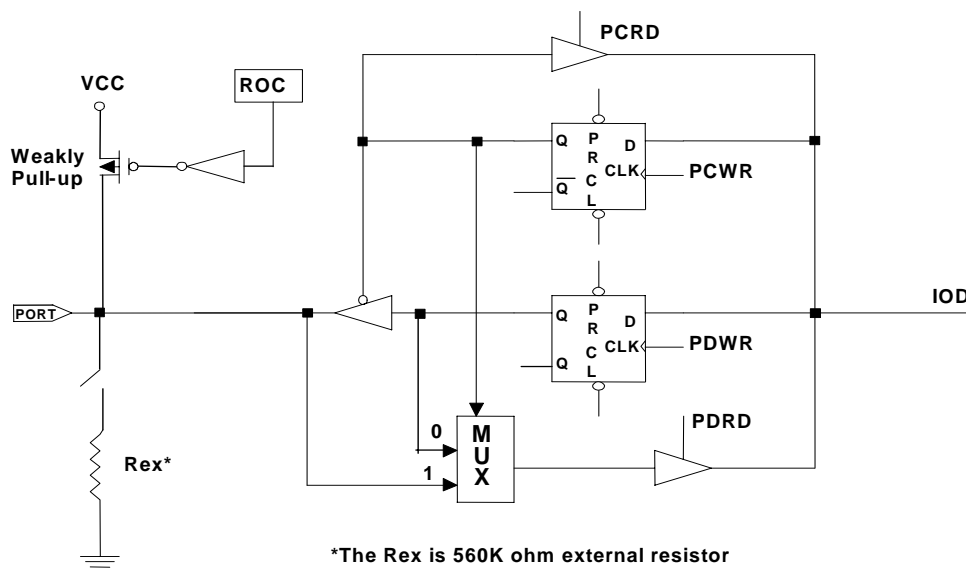 PCRD
VCC
ROC
Weakly
Pull-up
Q
P
R
C
L
D
CLK
Q
PCWR
PORT
IOD
Q
P
R
C
L
D
CLK
Q
PDWR
0
1
MUX
PDRD
Rex*
*The Rex is 560K ohm external resistor